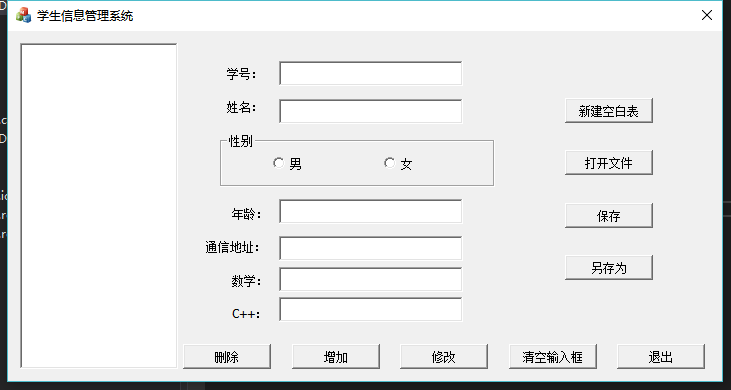 学生信息管理系统
学号：
姓名：
新建空白表
性别
男 女
打开文件
年龄：
保存
通信地址：
另存为
数学：
C++：
删除 增加 修改 清空输入框 退出